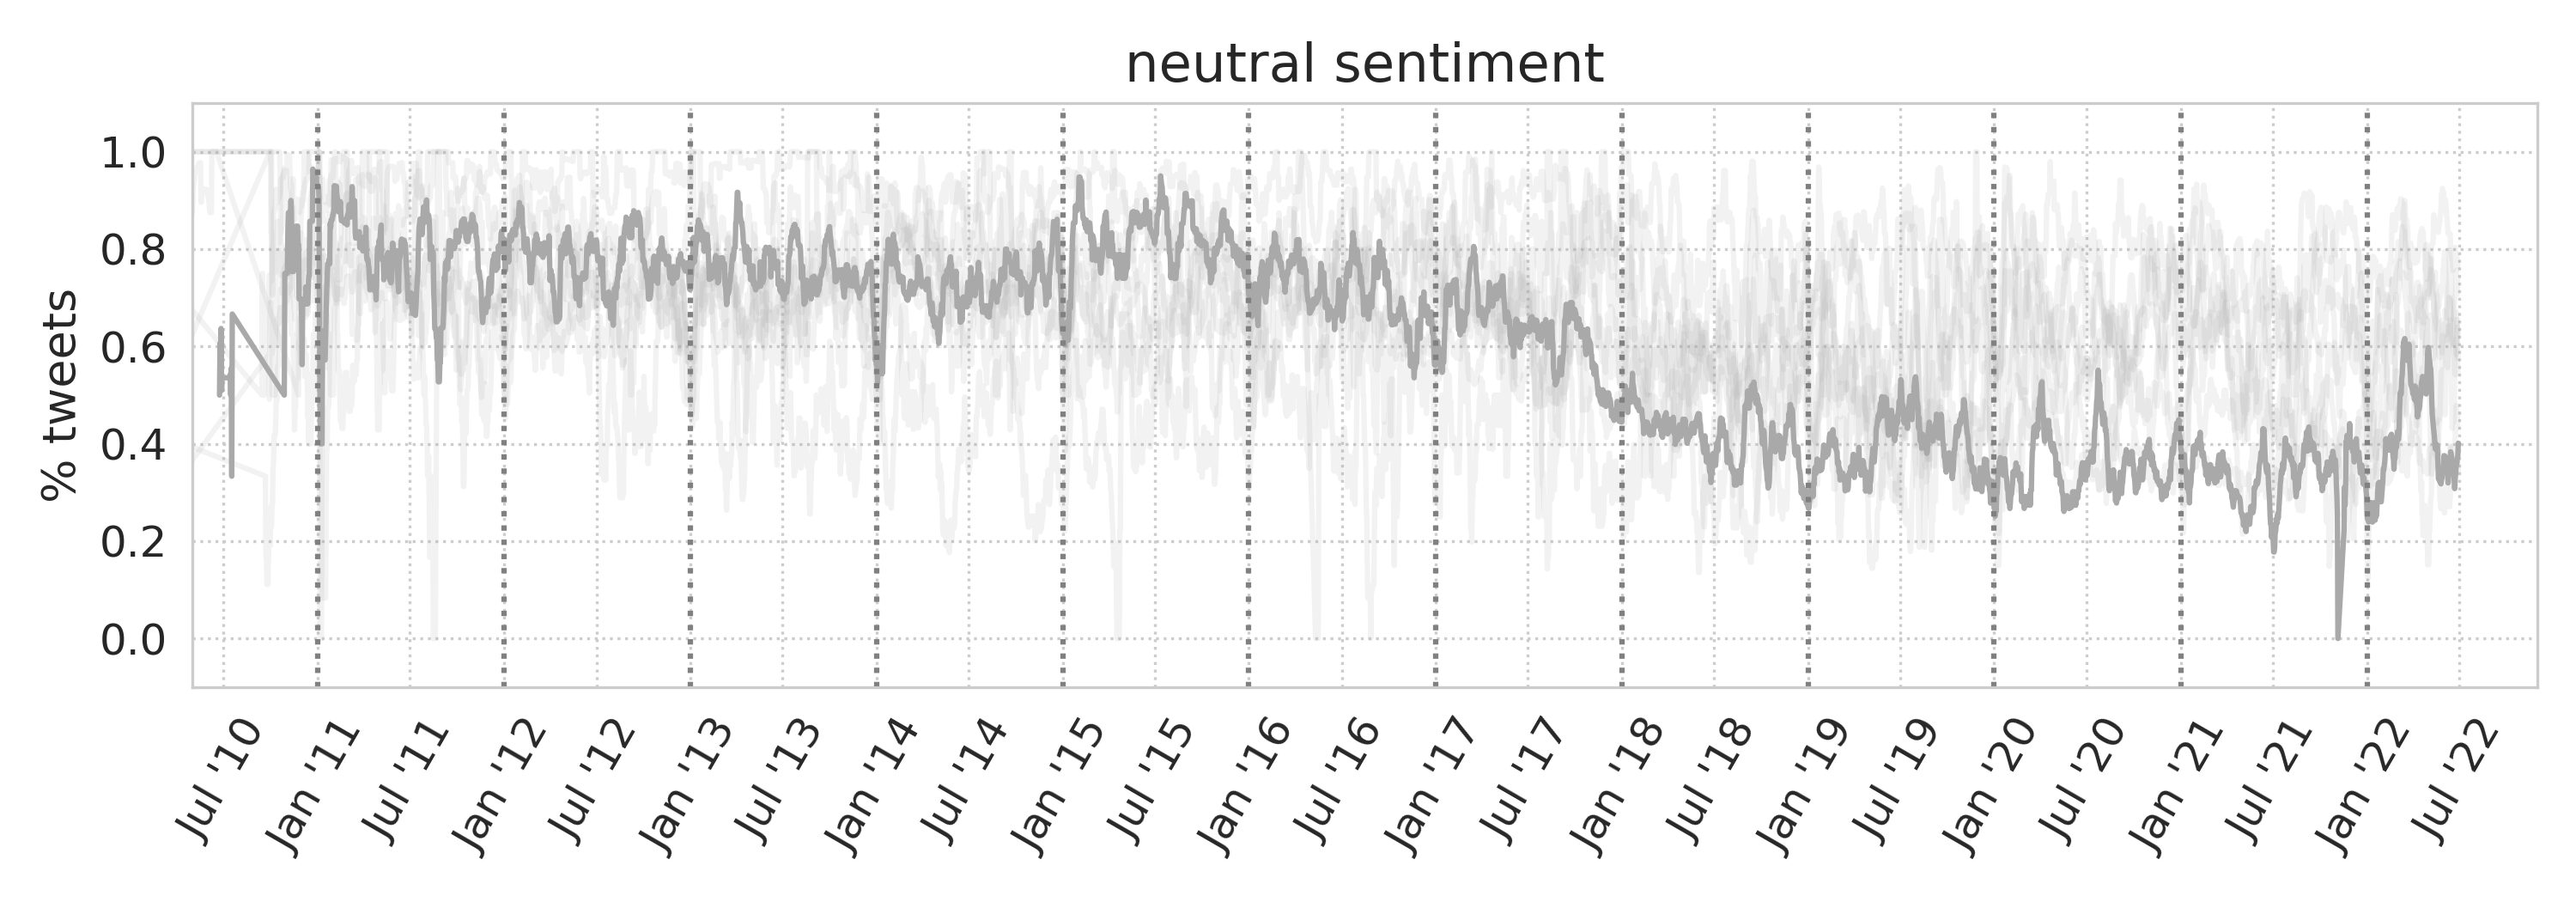 neutral sentiment
% tweets
1.0
0.8
0.6
0.4
0.2
0.0
Jul '10
Jan '11
Jul '11
Jan '12
Jul '12
Jan '13
Jul '13
Jan '14
Jul '14
Jan '15
Jul '15
Jan '16
Jul '16
Jan '17
Jul '17
Jan '18
Jul '18
Jan '19
Jul '19
Jan '20
Jul '20
Jan '21
Jul '21
Jan '22
Jul '22